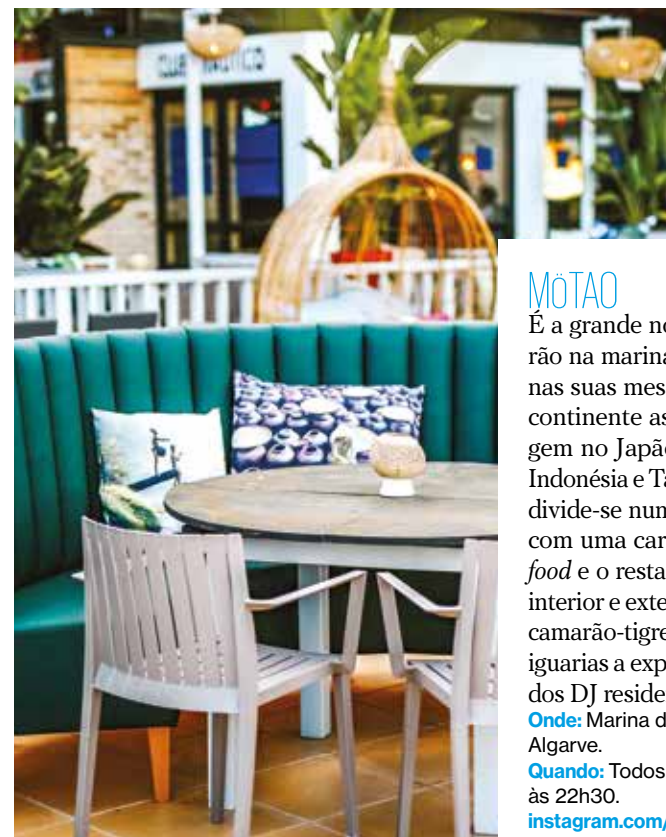 MöTAO
É a grande no
rão na marina
nas suas mes
continente as
gem no Japão
Indonésia e Ta
divide-se num
com uma car
food e o resta
interior e exte
camarão-tigre
iguarias a exp
dos DJ reside
Onde: Marina d
Algarve.
Quando: Todos
às 22h30.
instagram.com/